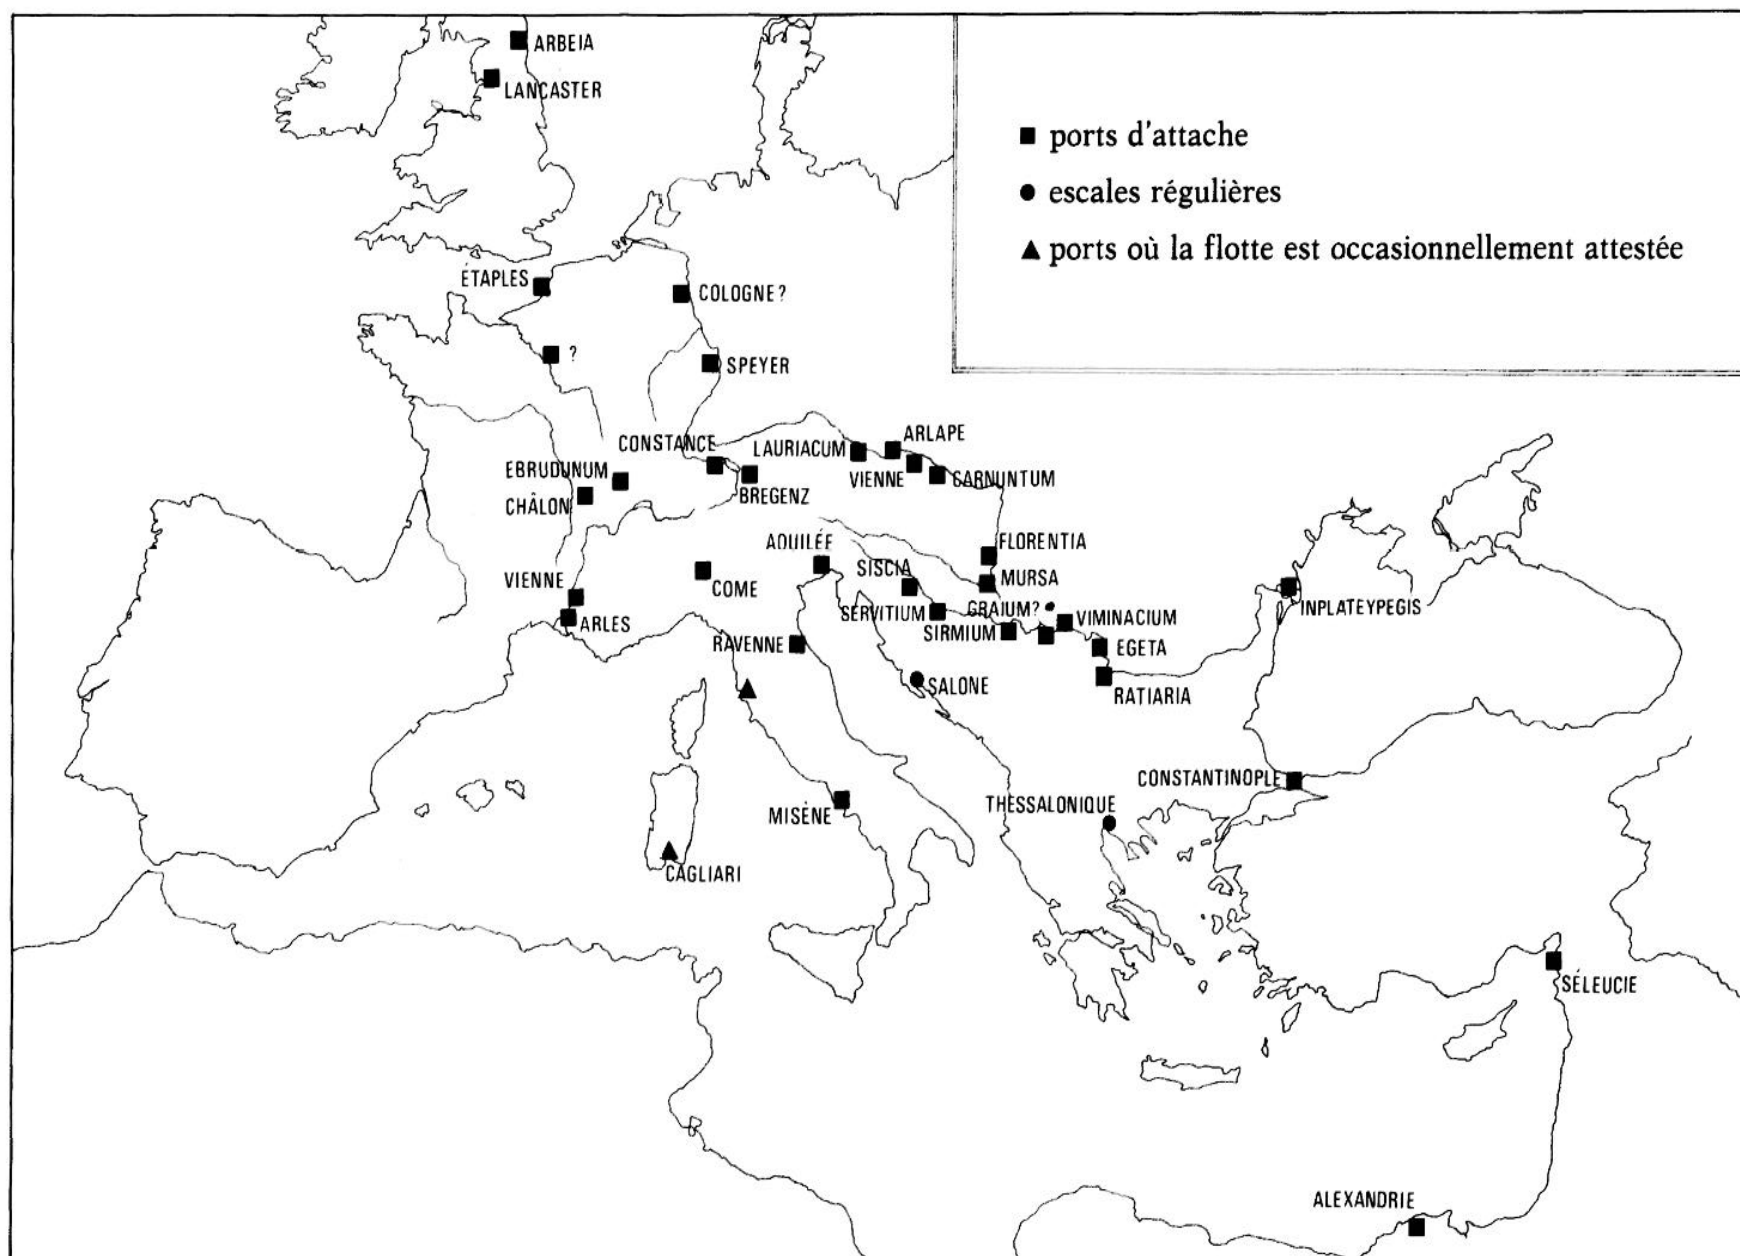 ARBEIA
LANCASTER
■ ports d'attache
● escales régulières
▲ ports où la flotte est occasionnellement attestée
ÉTAPLES
COLOGNE?
?
SPEYER
CONSTANCE
LAURIACUM
ARLAPE
EBRUDUNUM
VIENNE
CARNUNTUM
CHÂLON
BREGENZ
AQUILÉE
FLORENTIA
SISCIA
MURSA
VIENNE
COME
INPLATEYPEGIS
SERVITIUM
GRAIUM?
VIMINACIUM
ARLES
SIRMIUM
RAVENNE
EGETA
SALONE
RATIARIA
CONSTANTINOPLE
THESSALONIQUE
MISÈNE
CAGLIARI
SÉLEUCIE
ALEXANDRIE